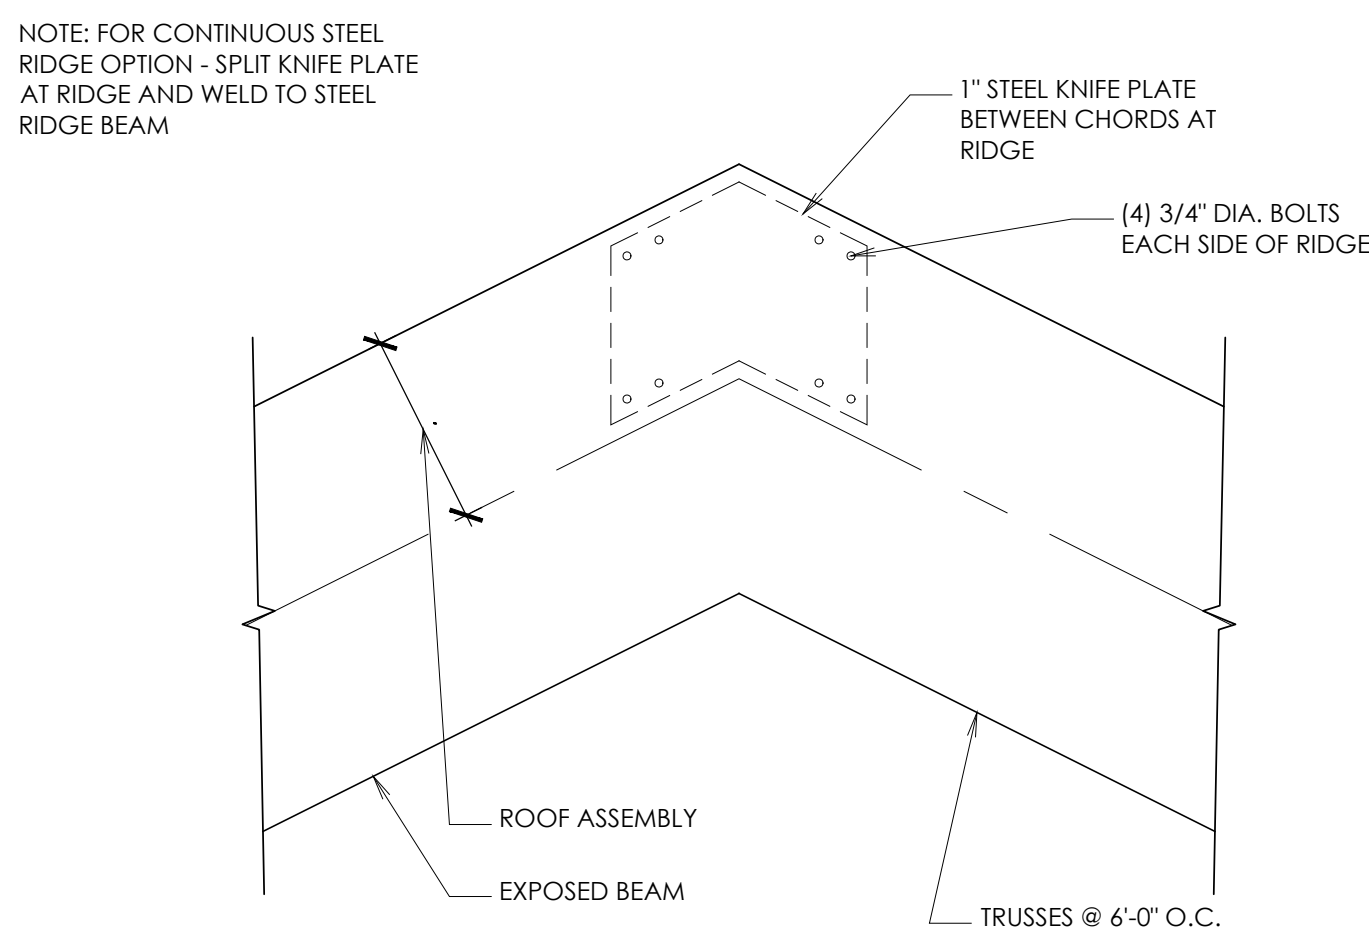 NOTE: FOR CONTINUOUS STEEL
RIDGE OPTION - SPLIT KNIFE PLATE
AT RIDGE AND WELD TO STEEL
RIDGE BEAM
1" STEEL KNIFE PLATE
BETWEEN CHORDS AT
RIDGE
(4) 3/4" DIA. BOLTS
EACH SIDE OF RIDGE
ROOF ASSEMBLY
EXPOSED BEAM
TRUSSES @ 6'-0" O.C.